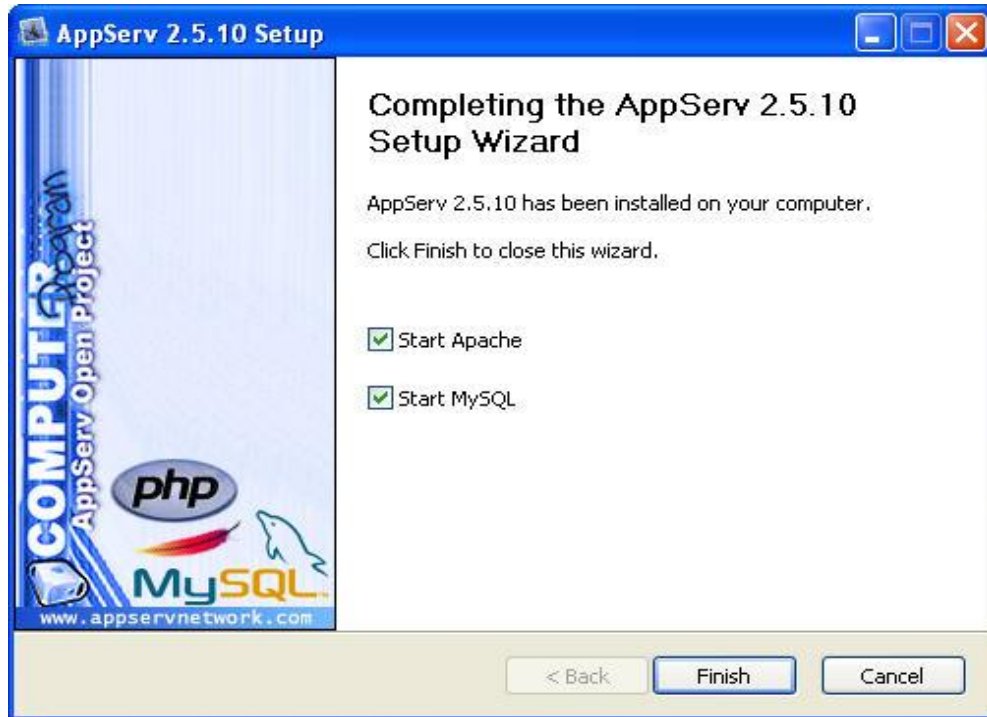 AppServ 2.5.10 Setup
Completing the AppServ 2.5.10
Setup Wizard
AppServ 2.5.10 has been installed on your computer.
Click Finish to close this wizard.
Start Apache
Start MySQL
COMPUTER
Program
AppServ Open Project
php
MySQL
www.appservnetwork.com
< Back
Finish
Cancel